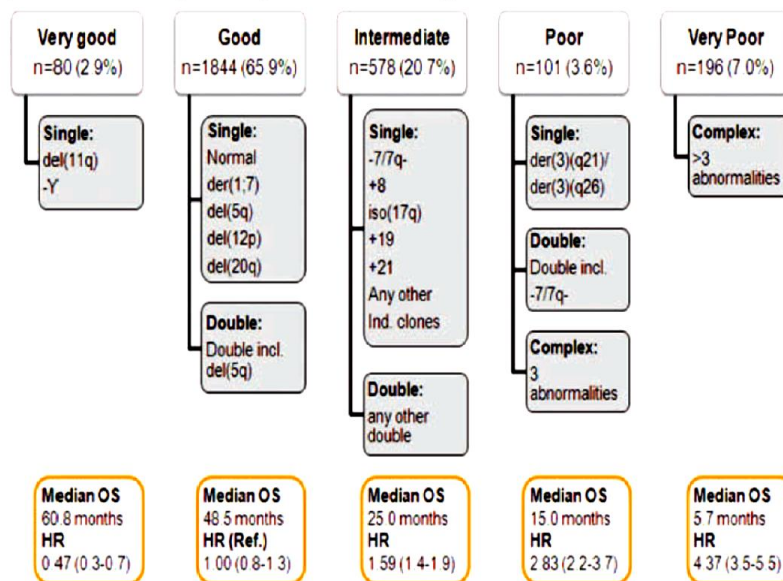 Very good
n=80 (2 9%)
Single:
del(11q)
-Y
Median OS
60 8 months
HR
0 47 (0 3-0 7)
Good
n=1844 (65 9%)
Single:
Normal
der(1;7)
del(5q)
del(12p)
del(20q)
Double:
Double incl.
del(5q)
Median OS
48 5 months
HR (Ref.)
1 00 (0 8-1 3)
Intermediate
n=578 (20 7%)
Single:
-7/7q-
+8
iso(17q)
+19
+21
Any other
Ind. clones
Double:
any other
double
Median OS
25 0 months
HR
1 59 (1 4-1 9)
Poor
n=101 (3 6%)
Single:
der(3)(q21)/
der(3)(q26)
Double:
Double incl.
-7/7q-
Complex:
3
abnormalities
Median OS
15.0 months
HR
2 83 (2 2-3 7)
Very Poor
n=196 (7 0%)
Complex:
>3
abnormalities
Median OS
5 7 months
HR
4 37 (3.5-5 5)